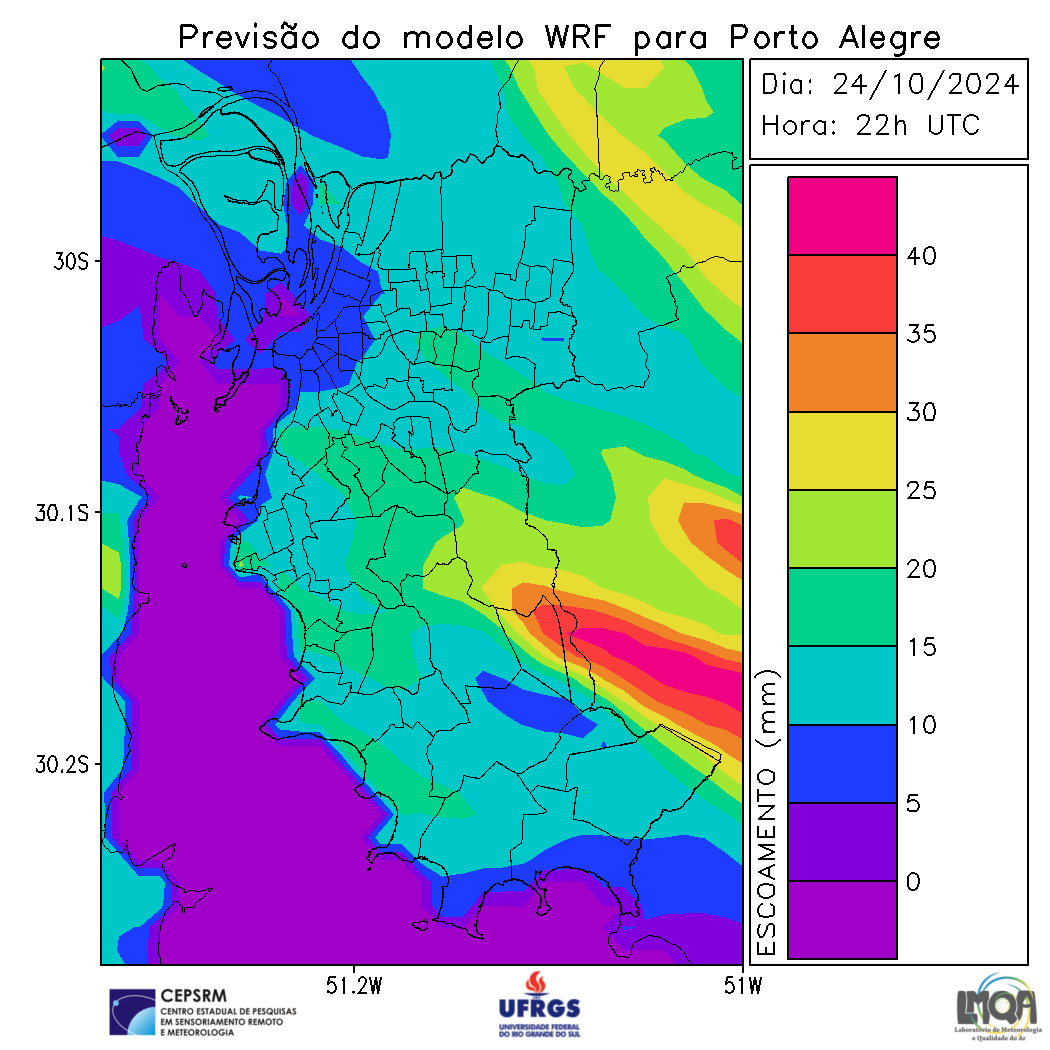 Previsão do modelo WRF para Porto Alegre
Dia: 24/10/2024
Hora: 22h UTC
30S
30.1S
30.2S
51.2W
51W
ESCOAMENTO (mm)
40
35
30
25
20
15
10
5
0
CEPSRM
CENTRO ESTADUAL DE PESQUISAS
EM SENSORIAMENTO REMOTO
E METEOROLOGIA
UFRGS
UNIVERSIDADE FEDERAL
DO RIO GRANDE DO SUL
LMQA
Laboratório de Meteorologia
e Qualidade do Ar